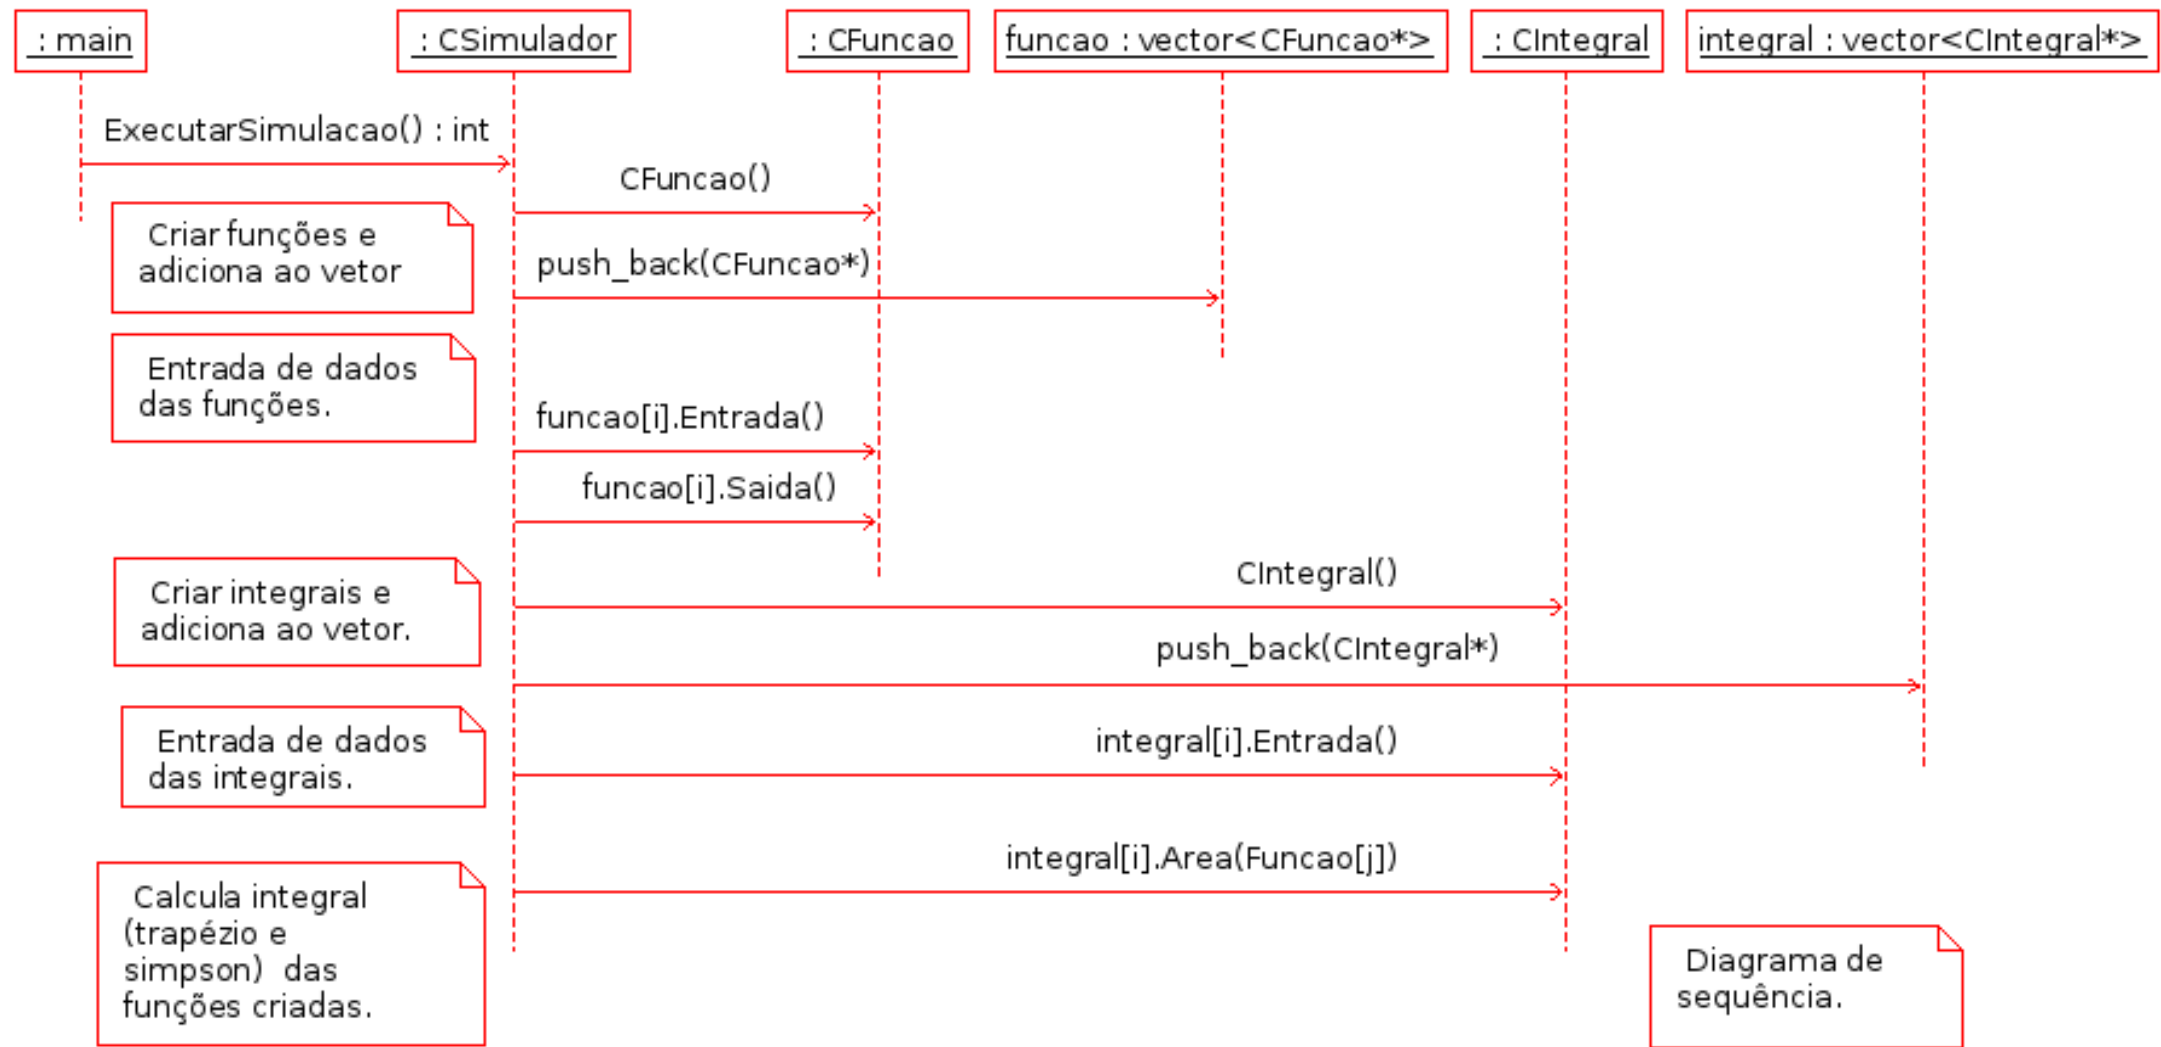 : main
: CSimulador
: CFuncao
funcao : vector<CFuncao*>
: CIntegral
integral : vector<CIntegral*>
ExecutarSimulacao() : int
CFuncao()
Criar funções e
adiciona ao vetor
push_back(CFuncao*)
Entrada de dados
das funções.
funcao[i].Entrada()
funcao[i].Saida()
Criar integrais e
adiciona ao vetor.
CIntegral()
push_back(CIntegral*)
Entrada de dados
das integrais.
integral[i].Entrada()
integral[i].Area(Funcao[j])
Calcula integral
(trapézio e
simpson)  das
funções criadas.
Diagrama de
sequência.